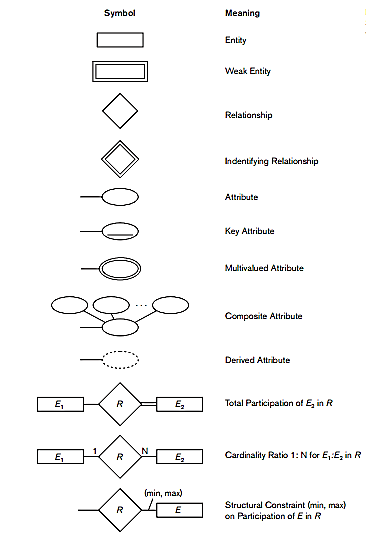 Symbol Meaning
Entity
Weak Entity
Relationship
Indentifying Relationship
Attribute
Key Attribute
Multivalued Attribute
...
Composite Attribute
Derived Attribute
E1 R E2 Total Participation of E2 in R
E1 1 R N E2 Cardinality Ratio 1: N for E1:E2 in R
(min, max)
R E Structural Constraint (min, max)
on Participation of E in R